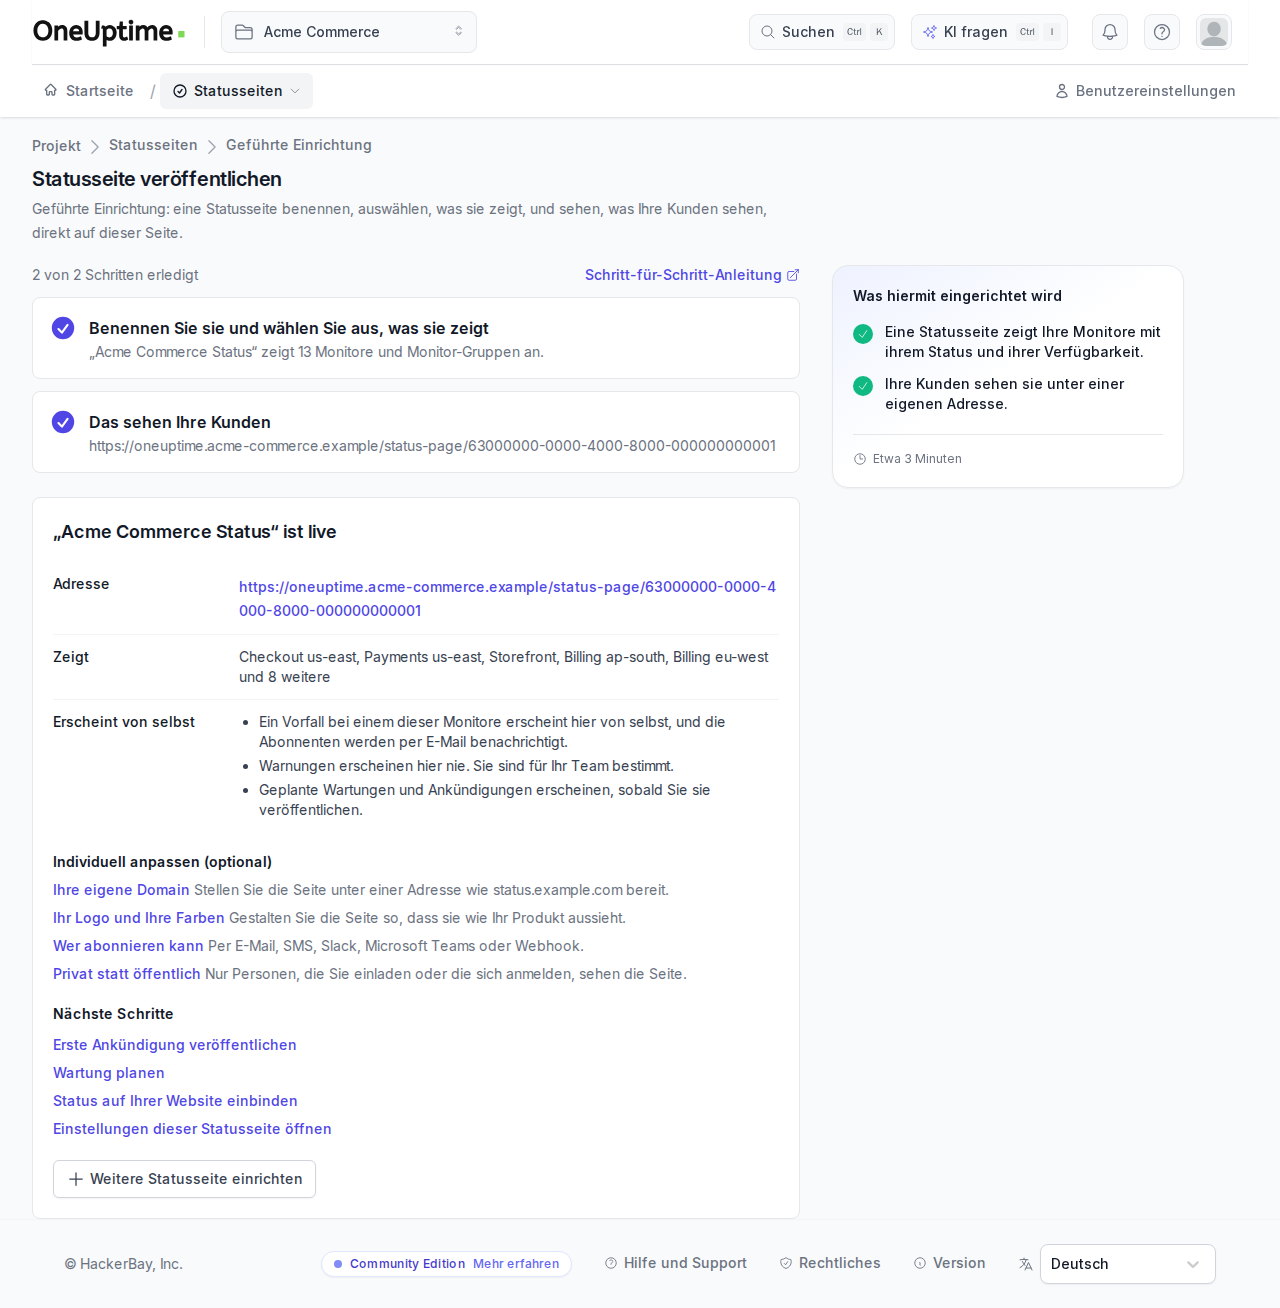 OneUptime
Acme Commerce
Suchen Ctrl K
KI fragen Ctrl I
Startseite / Statusseiten
Benutzereinstellungen
Projekt > Statusseiten > Geführte Einrichtung
Statusseite veröffentlichen
Geführte Einrichtung: eine Statusseite benennen, auswählen, was sie zeigt, und sehen, was Ihre Kunden sehen,
direkt auf dieser Seite.
2 von 2 Schritten erledigt
Schritt-für-Schritt-Anleitung
Benennen Sie sie und wählen Sie aus, was sie zeigt
„Acme Commerce Status“ zeigt 13 Monitore und Monitor-Gruppen an.
Das sehen Ihre Kunden
https://oneuptime.acme-commerce.example/status-page/63000000-0000-4000-8000-000000000001
Was hiermit eingerichtet wird
Eine Statusseite zeigt Ihre Monitore mit
ihrem Status und ihrer Verfügbarkeit.
Ihre Kunden sehen sie unter einer
eigenen Adresse.
Etwa 3 Minuten
„Acme Commerce Status“ ist live
Adresse
https://oneuptime.acme-commerce.example/status-page/63000000-0000-4
000-8000-000000000001
Zeigt
Checkout us-east, Payments us-east, Storefront, Billing ap-south, Billing eu-west
und 8 weitere
Erscheint von selbst
• Ein Vorfall bei einem dieser Monitore erscheint hier von selbst, und die
Abonnenten werden per E-Mail benachrichtigt.
• Warnungen erscheinen hier nie. Sie sind für Ihr Team bestimmt.
• Geplante Wartungen und Ankündigungen erscheinen, sobald Sie sie
veröffentlichen.
Individuell anpassen (optional)
Ihre eigene Domain Stellen Sie die Seite unter einer Adresse wie status.example.com bereit.
Ihr Logo und Ihre Farben Gestalten Sie die Seite so, dass sie wie Ihr Produkt aussieht.
Wer abonnieren kann Per E-Mail, SMS, Slack, Microsoft Teams oder Webhook.
Privat statt öffentlich Nur Personen, die Sie einladen oder die sich anmelden, sehen die Seite.
Nächste Schritte
Erste Ankündigung veröffentlichen
Wartung planen
Status auf Ihrer Website einbinden
Einstellungen dieser Statusseite öffnen
Weitere Statusseite einrichten
© HackerBay, Inc.
Community Edition Mehr erfahren
Hilfe und Support
Rechtliches
Version
Deutsch